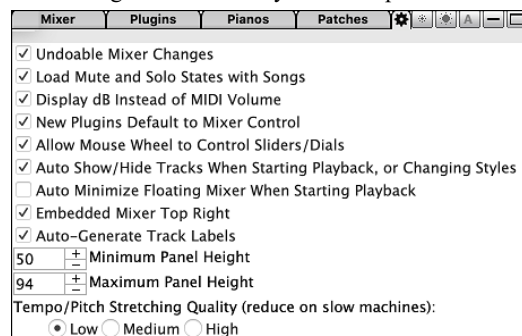 Mixer Plugins Pianos Patches A
Undoable Mixer Changes
Load Mute and Solo States with Songs
Display dB Instead of MIDI Volume
New Plugins Default to Mixer Control
Allow Mouse Wheel to Control Sliders/Dials
Auto Show/Hide Tracks When Starting Playback, or Changing Styles
Auto Minimize Floating Mixer When Starting Playback
Embedded Mixer Top Right
Auto-Generate Track Labels
50 Minimum Panel Height
94 Maximum Panel Height
Tempo/Pitch Stretching Quality (reduce on slow machines):
Low Medium High